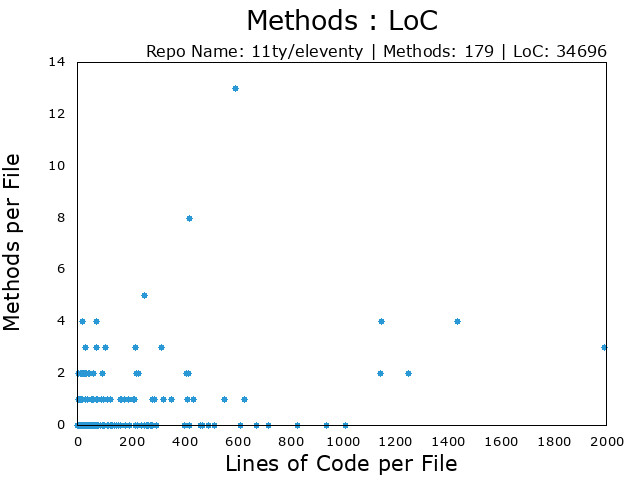 Methods : LoC
Repo Name: 11ty/eleventy | Methods: 179 | LoC: 34696
14
12
10
8
6
4
2
0
Methods per File
0 200 400 600 800 1000 1200 1400 1600 1800 2000
Lines of Code per File